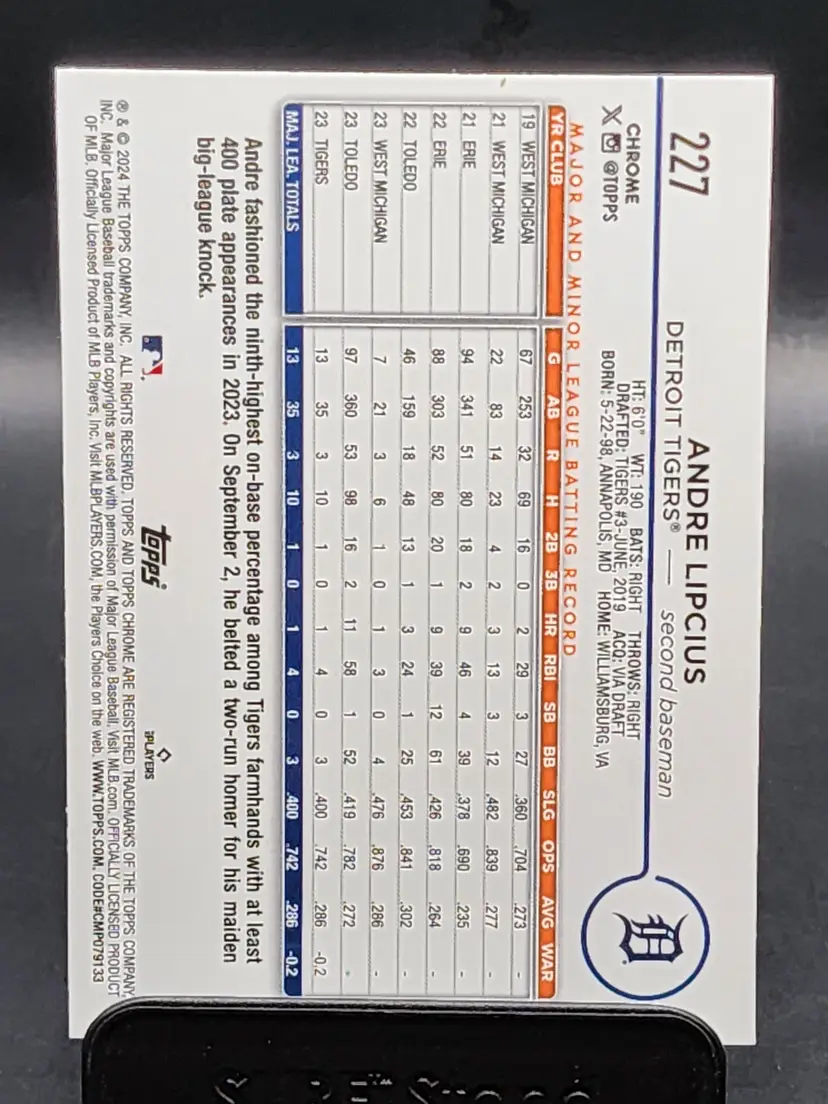 227
ANDRE LIPCIUS
DETROIT TIGERS® — second baseman
CHROME
X @TOPPS
HT: 6'0" WT: 190 BATS: RIGHT THROWS: RIGHT
DRAFTED: TIGERS #3-JUNE, 2019 ACQ: VIA DRAFT
BORN: 5-22-98, ANNAPOLIS, MD HOME: WILLIAMSBURG, VA
MAJOR AND MINOR LEAGUE BATTING RECORD
YR CLUB G AB R H 2B 3B HR RBI SB BB SLG OPS AVG WAR
19 WEST MICHIGAN 67 253 32 69 16 0 2 29 3 27 .360 .704 .273 -
21 WEST MICHIGAN 22 83 14 23 4 2 3 13 3 12 .482 .839 .277 -
21 ERIE 94 341 51 80 18 2 9 46 4 39 .378 .690 .235 -
22 ERIE 88 303 52 80 20 1 9 39 12 61 .426 .818 .264 -
22 TOLEDO 46 159 18 48 13 1 3 24 1 25 .453 .841 .302 -
23 WEST MICHIGAN 7 21 3 6 1 0 1 3 0 4 .476 .876 .286 -
23 TOLEDO 97 360 53 98 16 2 11 58 1 52 .419 .782 .272 -
23 TIGERS 13 35 3 10 1 0 1 4 0 3 .400 .742 .286 -0.2
MAJ. LEA. TOTALS 13 35 3 10 1 0 1 4 0 3 .400 .742 .286 -0.2
Andre fashioned the ninth-highest on-base percentage among Tigers farmhands with at least
400 plate appearances in 2023. On September 2, he belted a two-run homer for his maiden
big-league knock.
topps
PLAYERS
® & © 2024 THE TOPPS COMPANY, INC. ALL RIGHTS RESERVED. TOPPS AND TOPPS CHROME ARE REGISTERED TRADEMARKS OF THE TOPPS COMPANY,
INC. Major League Baseball trademarks and copyrights are used with permission of Major League Baseball. Visit MLB.com. OFFICIALLY LICENSED PRODUCT
OF MLB. Officially Licensed Product of MLB Players, Inc. Visit MLBPLAYERS.COM, the Players Choice on the web. WWW.TOPPS.COM. CODE#CMP079133